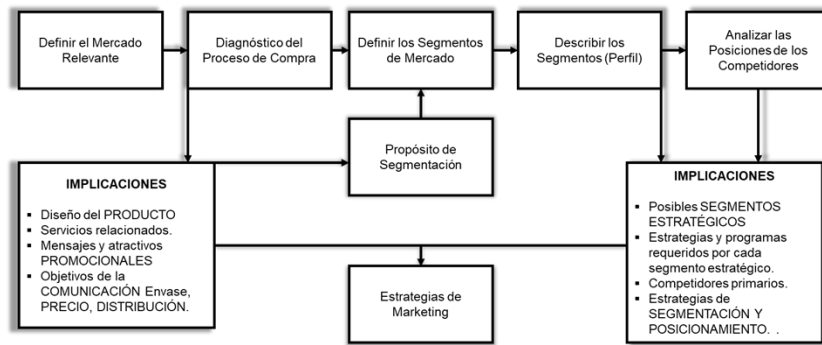 Definir el Mercado
Relevante
Diagnóstico del
Proceso de Compra
Definir los Segmentos
de Mercado
Describir los
Segmentos (Perfil)
Analizar las
Posiciones de los
Competidores
Propósito de
Segmentación
IMPLICACIONES
▪ Diseño del PRODUCTO
▪ Servicios relacionados.
▪ Mensajes y atractivos
PROMOCIONALES
▪ Objetivos de la
COMUNICACIÓN Envase,
PRECIO, DISTRIBUCIÓN.
Estrategias de
Marketing
IMPLICACIONES
▪ Posibles SEGMENTOS
ESTRATÉGICOS
▪ Estrategias y programas
requeridos por cada
segmento estratégico.
▪ Competidores primarios.
▪ Estrategias de
SEGMENTACIÓN Y
POSICIONAMIENTO. .